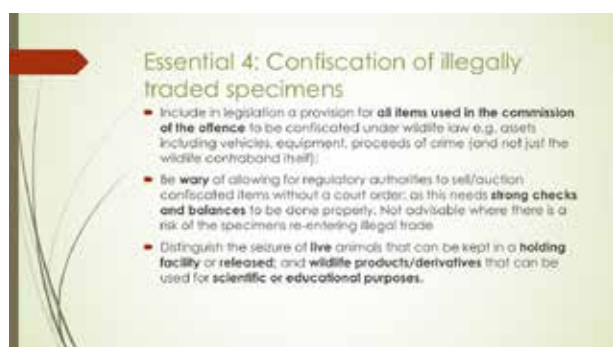 Essential 4: Confiscation of illegally
traded specimens
Include in legislation a provision for all items used in the commission
of the offence to be confiscated under wildlife law e.g. assets
including vehicles, equipment, proceeds of crime (and not just the
wildlife contraband itself);
Be wary of allowing for regulatory authorities to sell/auction
confiscated items without a court order; as this needs strong checks
and balances to be done properly. Not advisable where there is a
risk of the specimens re-entering illegal trade
Distinguish the seizure of live animals that can be kept in a holding
facility or released; and wildlife products/derivatives that can be
used for scientific or educational purposes.